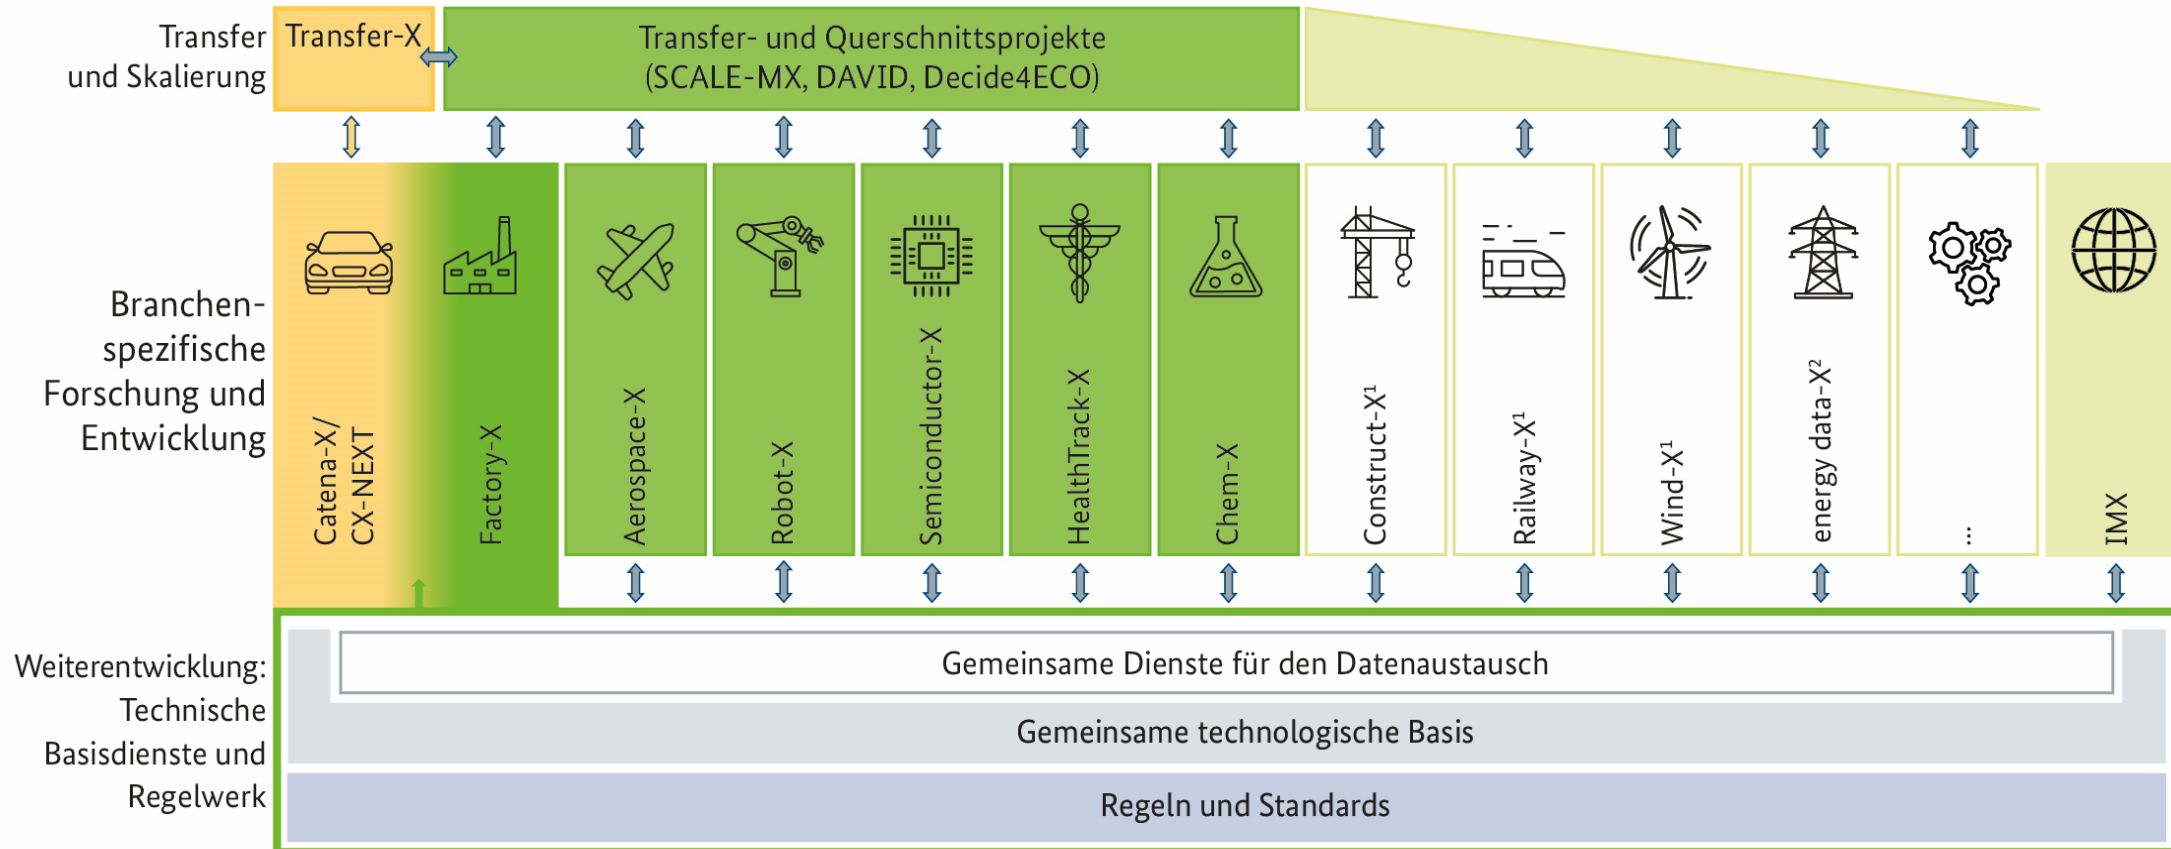 Transfer
und Skalierung
Transfer-X
Transfer- und Querschnittsprojekte
(SCALE-MX, DAVID, Decide4ECO)
Branchen-
spezifische
Forschung und
Entwicklung
Catena-X/
CX-NEXT
Factory-X
Aerospace-X
Robot-X
Semiconductor-X
HealthTrack-X
Chem-X
Construct-X¹
Railway-X¹
Wind-X¹
energy data-X²
...
IMX
Weiterentwicklung:
Technische
Basisdienste und
Regelwerk
Gemeinsame Dienste für den Datenaustausch
Gemeinsame technologische Basis
Regeln und Standards